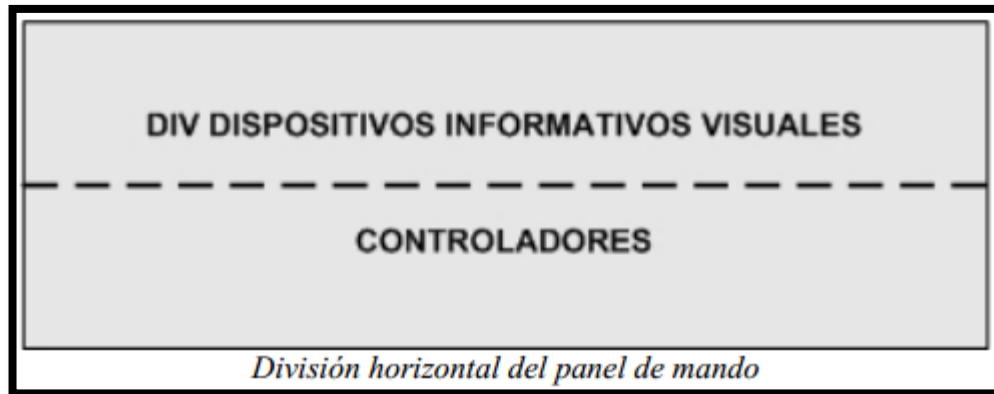 DIV DISPOSITIVOS INFORMATIVOS VISUALES
CONTROLADORES
División horizontal del panel de mando